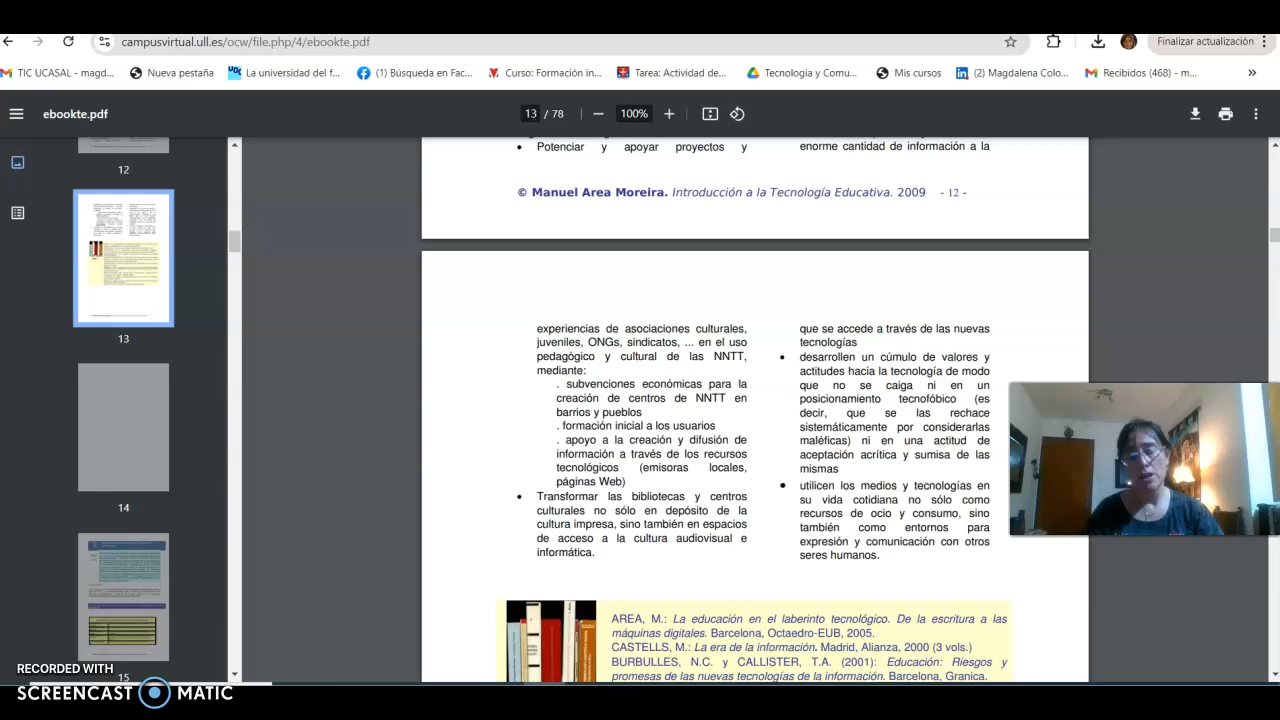 campusvirtual.ull.es/ocw/file.php/4/ebookte.pdf
Finalizar actualización
TIC UCASAL - magd...
Nueva pestaña
La universidad del f...
(1) Búsqueda en Fac...
Curso: Formación in...
Tarea: Actividad de...
Tecnologia y Comu...
Mis cursos
(2) Magdalena Colo...
Recibidos (468) - m...
»
ebookte.pdf
13 / 78
100%
12
13
14
15
• Potenciar y apoyar proyectos y
enorme cantidad de información a la
© Manuel Area Moreira. Introducción a la Tecnología Educativa. 2009 - 12 -
experiencias de asociaciones culturales,
juveniles, ONGs, sindicatos, ... en el uso
pedagógico y cultural de las NNTT,
mediante:
. subvenciones económicas para la
creación de centros de NNTT en
barrios y pueblos
. formación inicial a los usuarios
. apoyo a la creación y difusión de
información a través de los recursos
tecnológicos (emisoras locales,
páginas Web)
• Transformar las bibliotecas y centros
culturales no sólo en depósito de la
cultura impresa, sino también en espacios
de acceso a la cultura audiovisual e
informática.
que se accede a través de las nuevas
tecnologías
• desarrollen un cúmulo de valores y
actitudes hacia la tecnología de modo
que no se caiga ni en un
posicionamiento tecnofóbico (es
decir, que se las rechace
sistemáticamente por considerarlas
maléficas) ni en una actitud de
aceptación acrítica y sumisa de las
mismas
• utilicen los medios y tecnologías en
su vida cotidiana no sólo como
recursos de ocio y consumo, sino
también como entornos para
expresión y comunicación con otros
seres humanos.
AREA, M.: La educación en el laberinto tecnológico. De la escritura a las
máquinas digitales. Barcelona, Octaedro-EUB, 2005.
CASTELLS, M.: La era de la información. Madrid, Alianza, 2000 (3 vols.)
BURBULES, N.C. y CALLISTER, T.A. (2001): Educación: Riesgos y
promesas de las nuevas tecnologías de la información. Barcelona, Granica.
RECORDED WITH
SCREENCAST MATIC